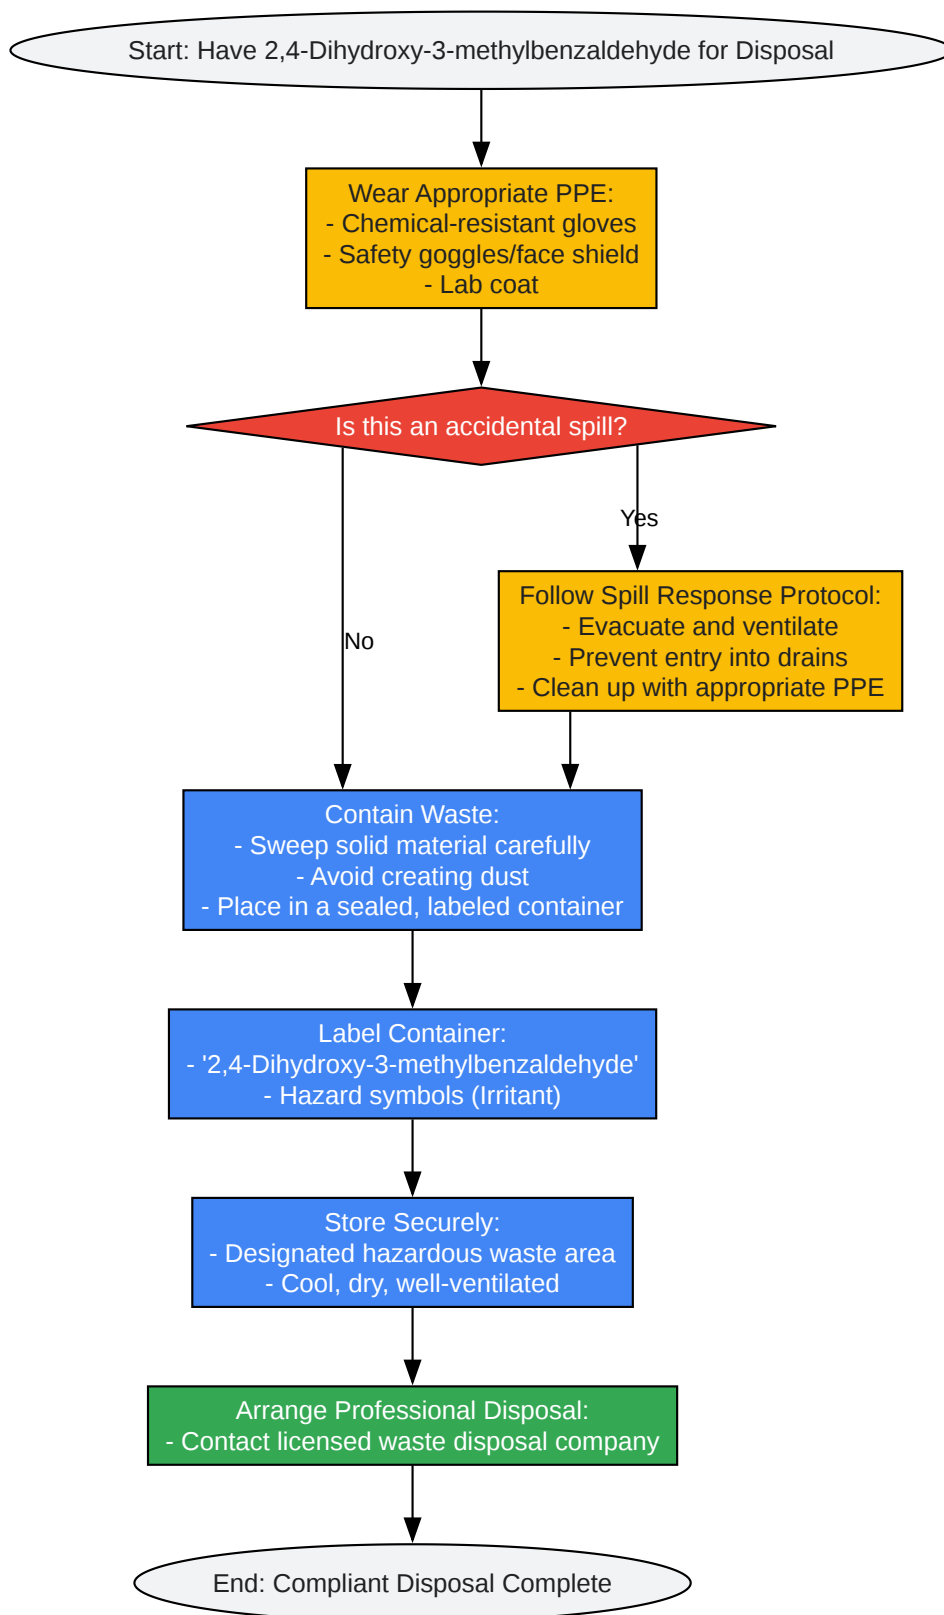 Start: Have 2,4-Dihydroxy-3-methylbenzaldehyde for Disposal
Wear Appropriate PPE:
- Chemical-resistant gloves
- Safety goggles/face shield
- Lab coat
Is this an accidental spill?
Yes
Follow Spill Response Protocol:
- Evacuate and ventilate
- Prevent entry into drains
- Clean up with appropriate PPE
No
Contain Waste:
- Sweep solid material carefully
- Avoid creating dust
- Place in a sealed, labeled container
Label Container:
- '2,4-Dihydroxy-3-methylbenzaldehyde'
- Hazard symbols (Irritant)
Store Securely:
- Designated hazardous waste area
- Cool, dry, well-ventilated
Arrange Professional Disposal:
- Contact licensed waste disposal company
End: Compliant Disposal Complete